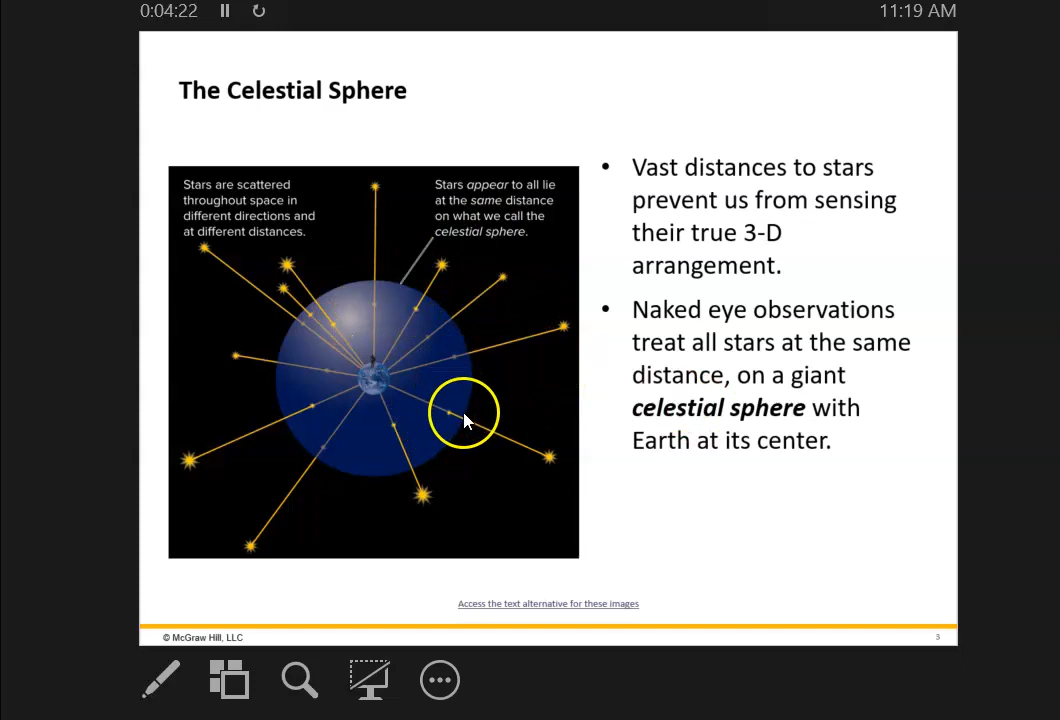 0:04:22
11:19 AM
The Celestial Sphere
Stars are scattered
throughout space in
different directions and
at different distances.
Stars appear to all lie
at the same distance
on what we call the
celestial sphere.
• Vast distances to stars
prevent us from sensing
their true 3-D
arrangement.
• Naked eye observations
treat all stars at the same
distance, on a giant
celestial sphere with
Earth at its center.
Access the text alternative for these images
© McGraw Hill, LLC
3